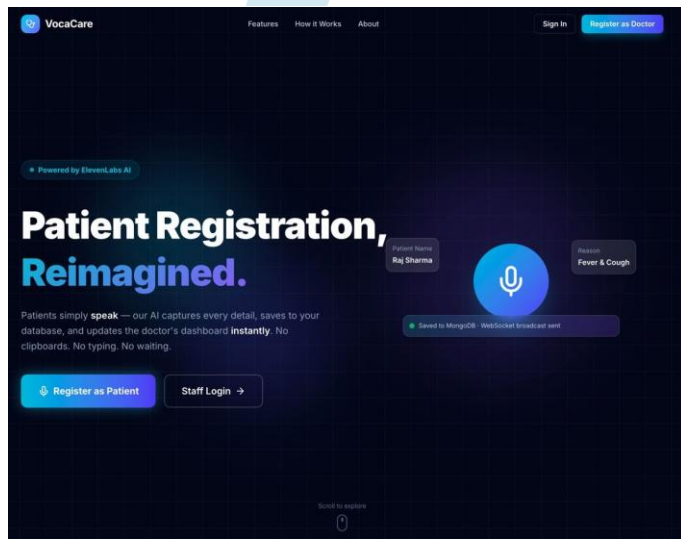 VocaCare
Features How it Works About
Sign In Register as Doctor
Powered by ElevenLabs AI
Patient Registration,
Reimagined.
Patients simply speak — our AI captures every detail, saves to your
database, and updates the doctor's dashboard instantly. No
clipboards. No typing. No waiting.
Register as Patient
Staff Login →
Patient Name
Raj Sharma
Reason
Fever & Cough
Saved to MongoDB · WebSocket broadcast sent
Scroll to explore